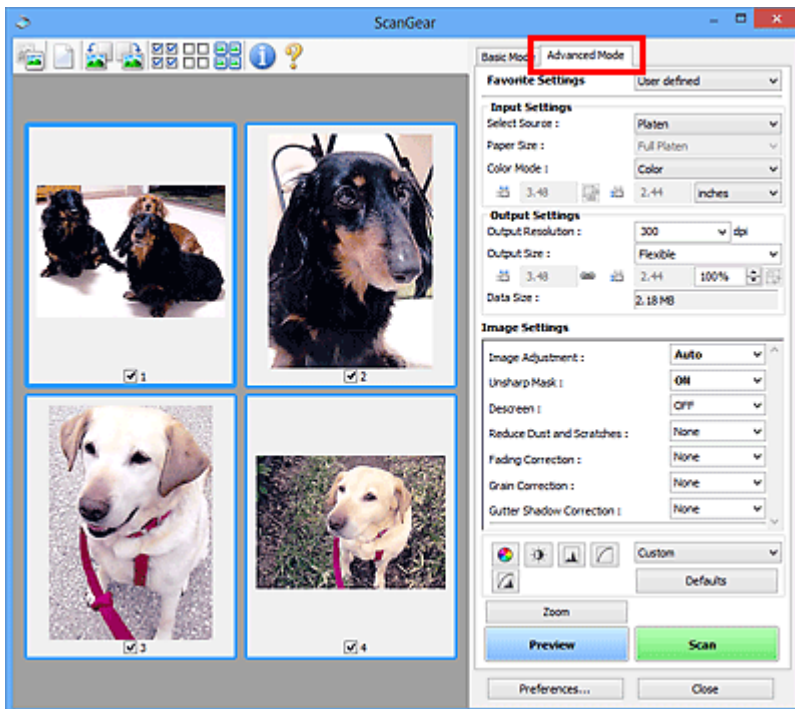 ScanGear
Basic Mode Advanced Mode
Favorite Settings User defined
Input Settings
Select Source : Platen
Paper Size : Full Platen
Color Mode : Color
3.48 2.44 inches
Output Settings
Output Resolution : 300 dpi
Output Size : Flexible
3.48 2.44 100%
Data Size : 2.18 MB
Image Settings
Image Adjustment : Auto
Unsharp Mask : ON
Descreen : OFF
Reduce Dust and Scratches : None
Fading Correction : None
Grain Correction : None
Gutter Shadow Correction : None
Custom
Defaults
Zoom
Preview Scan
Preferences... Close
1
2
3
4